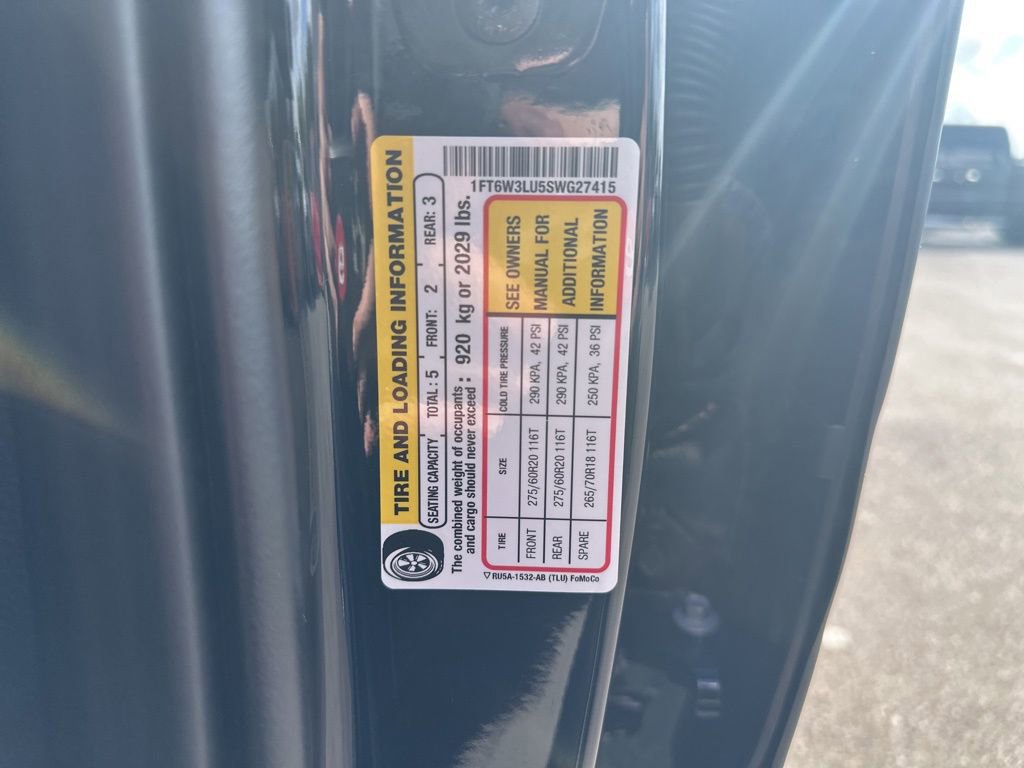 TIRE AND LOADING INFORMATION
SEATING CAPACITY TOTAL : 5 FRONT: 2 REAR: 3
The combined weight of occupants
and cargo should never exceed : 920 kg or 2029 lbs.
1FT6W3LU5SWG27415
TIRE SIZE COLD TIRE PRESSURE
FRONT 275/60R20 116T 290 KPA, 42 PSI
REAR 275/60R20 116T 290 KPA, 42 PSI
SPARE 265/70R18 116T 250 KPA, 36 PSI
SEE OWNERS
MANUAL FOR
ADDITIONAL
INFORMATION
RU5A-1532-AB (TLU) FoMoCo